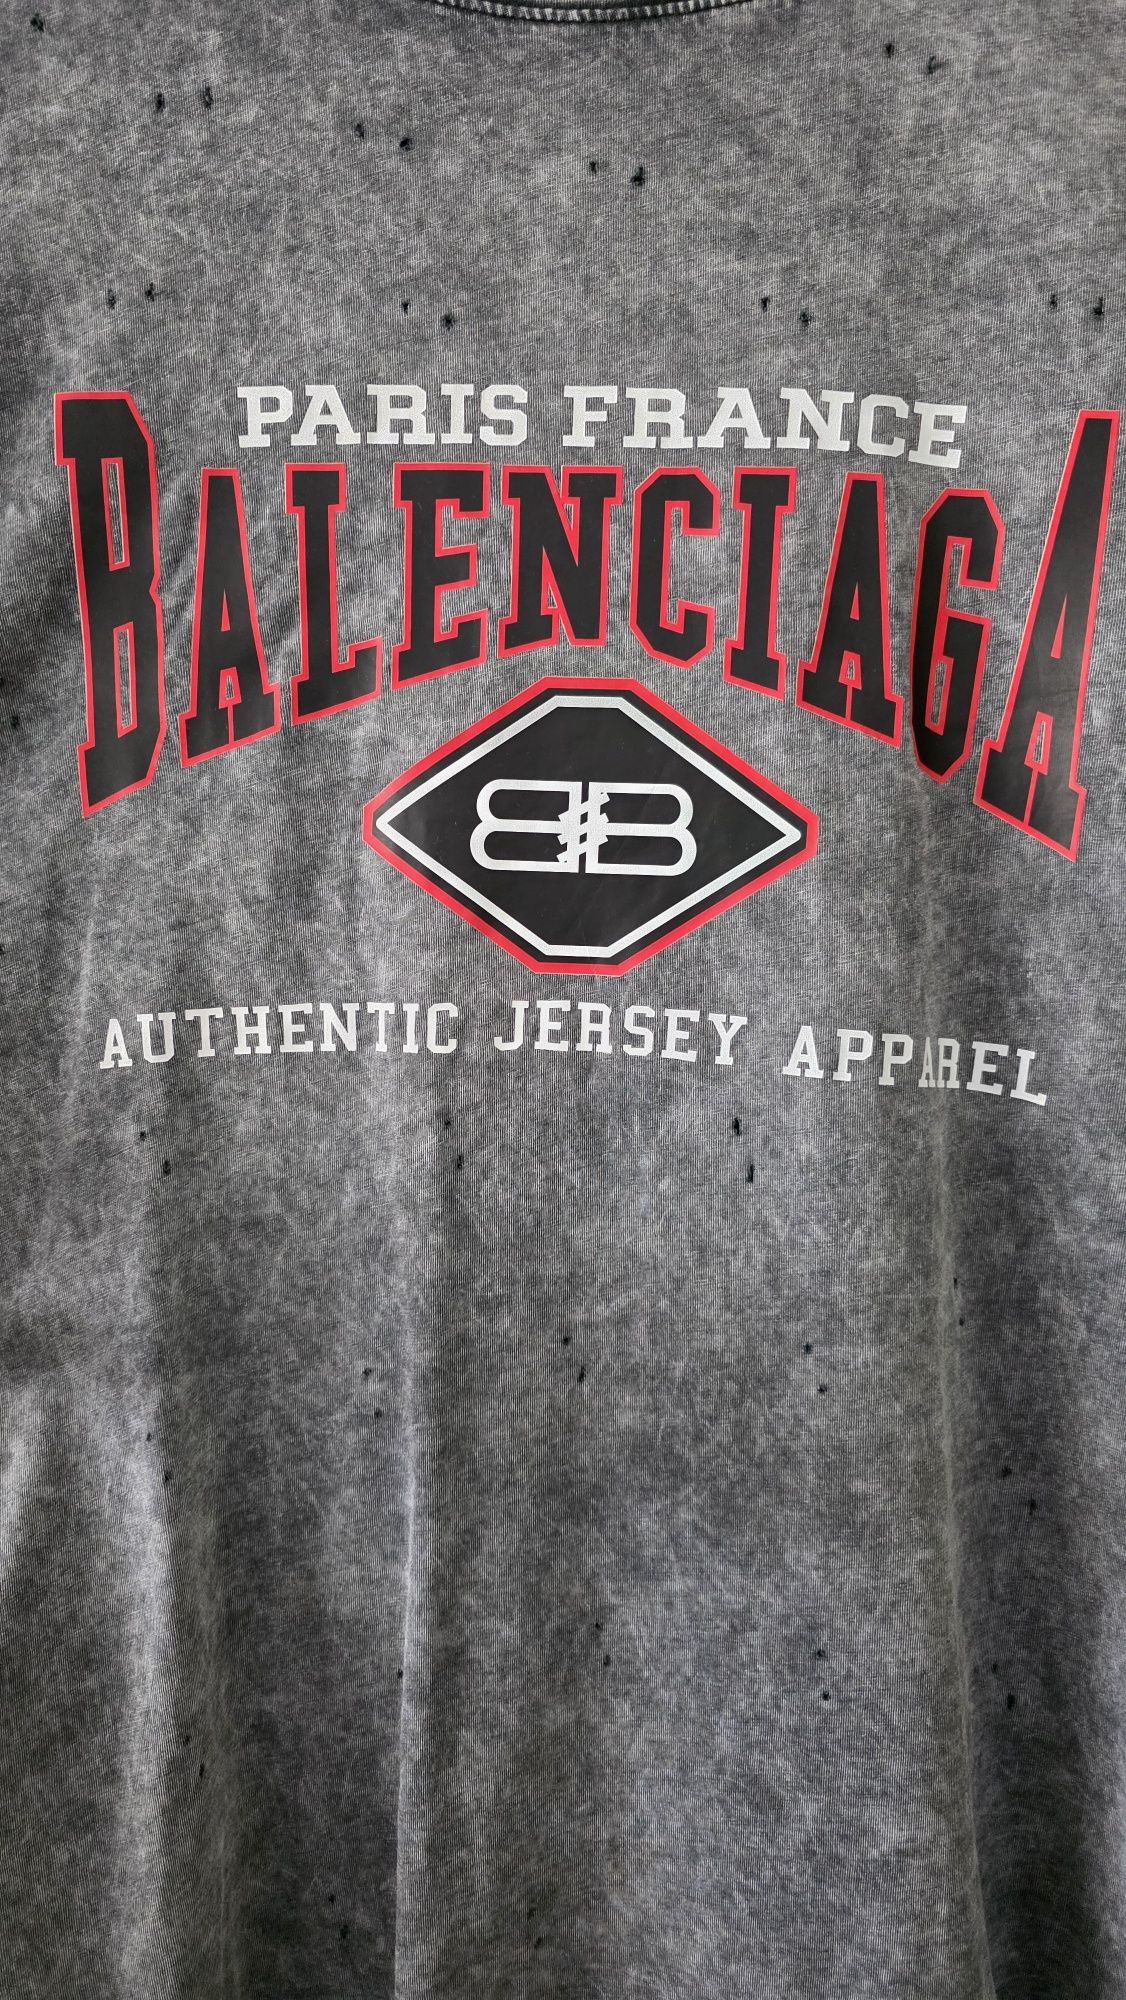 PARIS FRANCE
BALENCIAGA
BB
AUTHENTIC JERSEY APPAREL